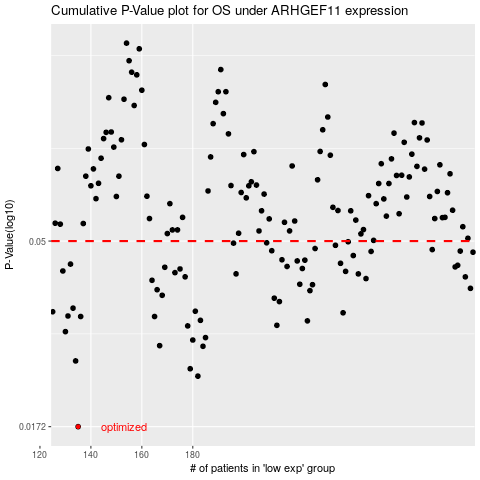 Cumulative P-Value plot for OS under ARHGEF11 expression
P-Value(log10)
0.05
0.0172
optimized
120 140 160 180
# of patients in 'low exp' group